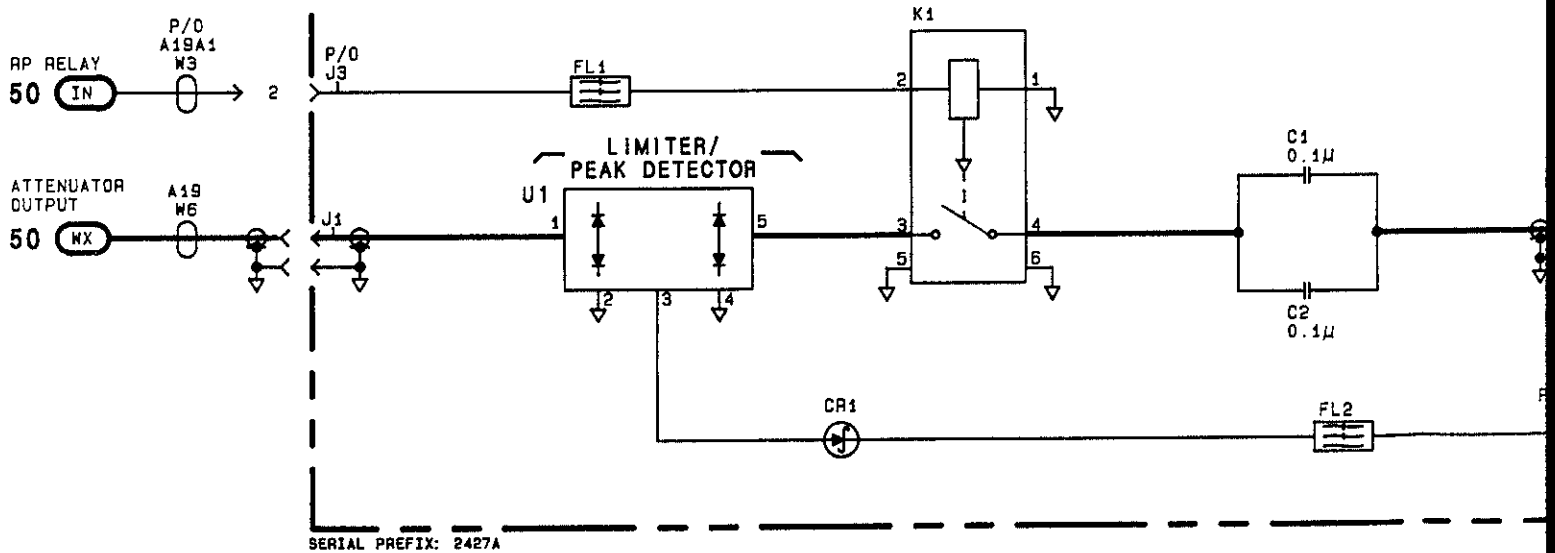 K1
P/O
A19A1
W3
RP RELAY
50 IN
2
P/O
J3
FL1
2
1
LIMITER/
PEAK DETECTOR
U1
ATTENUATOR
OUTPUT
50 WX
A19
W6
J1
1
5
2
3
4
3
4
5
6
C1
0.1µ
C2
0.1µ
CR1
FL2
SERIAL PREFIX: 2427A